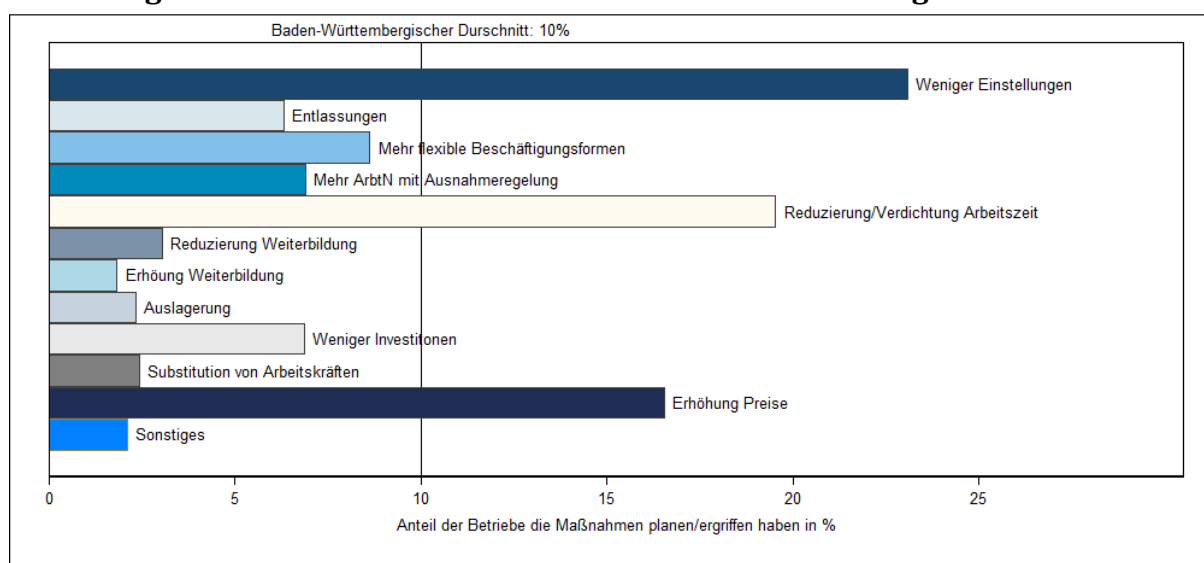 Baden-Württembergischer Durschnitt: 10%
Weniger Einstellungen
Entlassungen
Mehr flexible Beschäftigungsformen
Mehr ArbtN mit Ausnahmeregelung
Reduzierung/Verdichtung Arbeitszeit
Reduzierung Weiterbildung
Erhöung Weiterbildung
Auslagerung
Weniger Investitonen
Substitution von Arbeitskräften
Erhöhung Preise
Sonstiges
0 5 10 15 20 25
Anteil der Betriebe die Maßnahmen planen/ergriffen haben in %